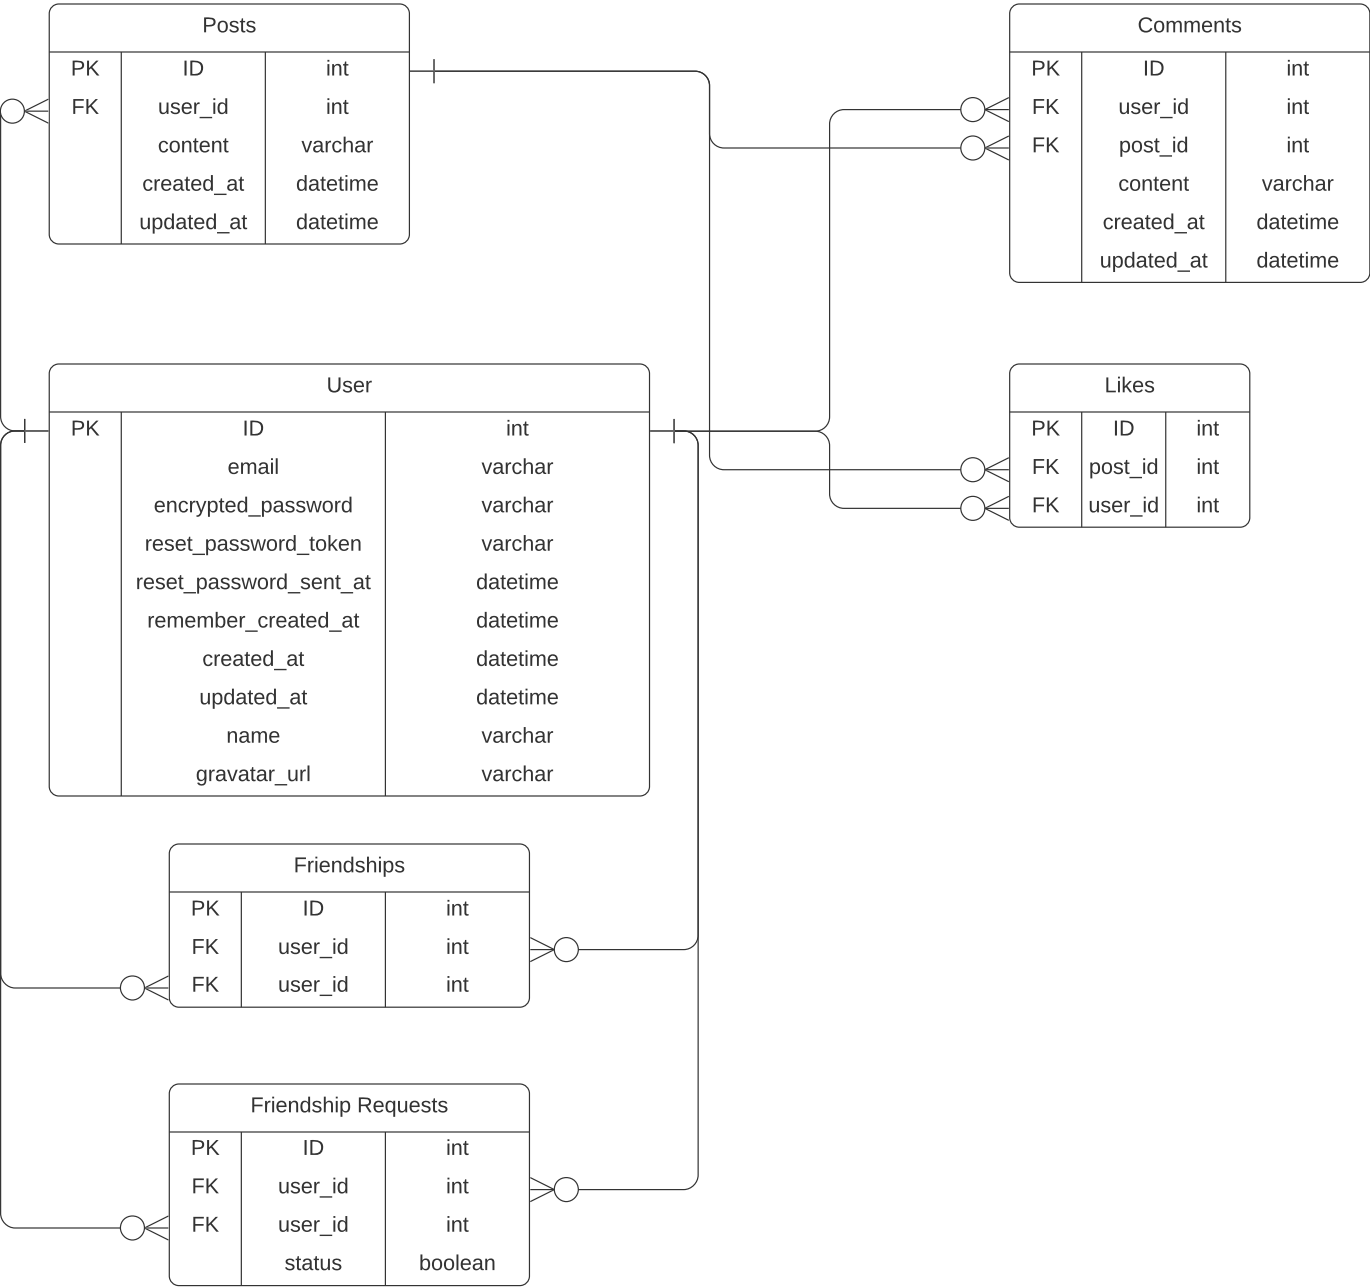 Posts
PK ID int
FK user_id int
content varchar
created_at datetime
updated_at datetime
Comments
PK ID int
FK user_id int
FK post_id int
content varchar
created_at datetime
updated_at datetime
User
PK ID int
email varchar
encrypted_password varchar
reset_password_token varchar
reset_password_sent_at datetime
remember_created_at datetime
created_at datetime
updated_at datetime
name varchar
gravatar_url varchar
Likes
PK ID int
FK post_id int
FK user_id int
Friendships
PK ID int
FK user_id int
FK user_id int
Friendship Requests
PK ID int
FK user_id int
FK user_id int
status boolean